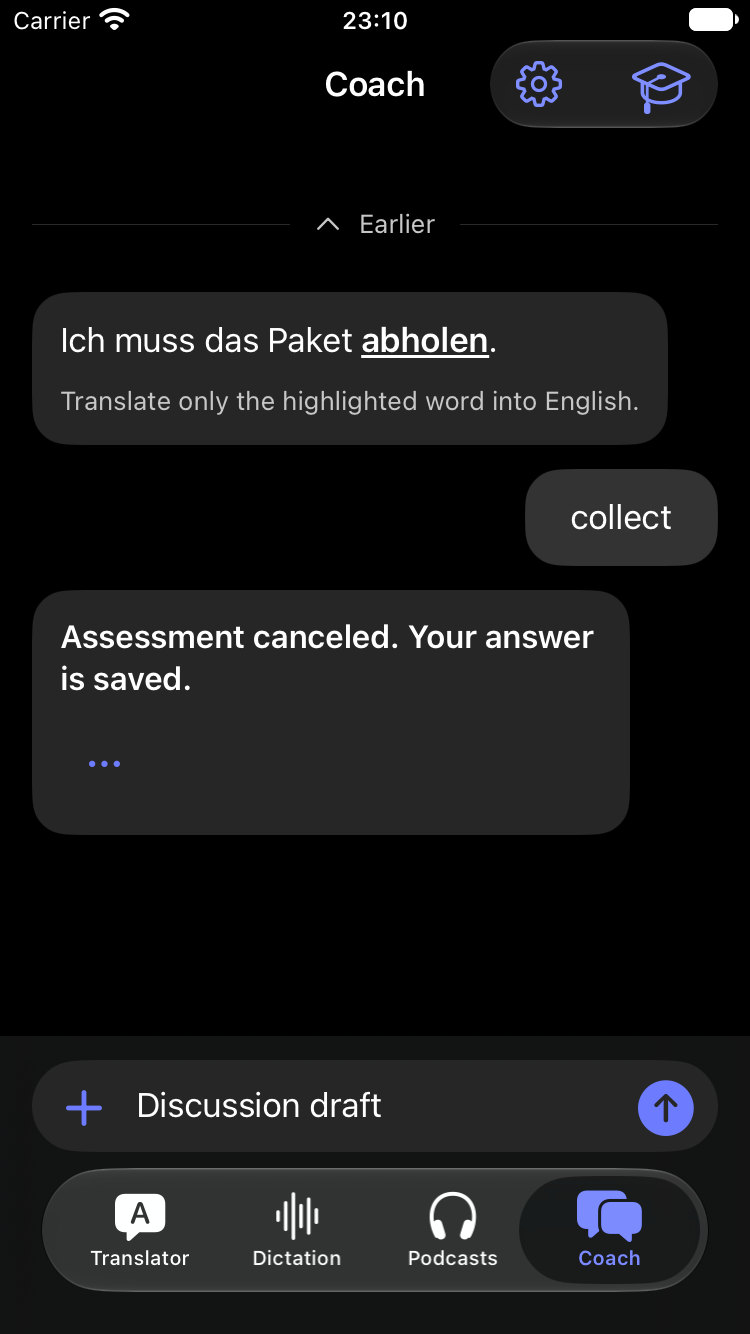 Carrier 23:10
Coach
Earlier
Ich muss das Paket abholen.
Translate only the highlighted word into English.
collect
Assessment canceled. Your answer
is saved.
...
Discussion draft
A
Translator Dictation Podcasts Coach